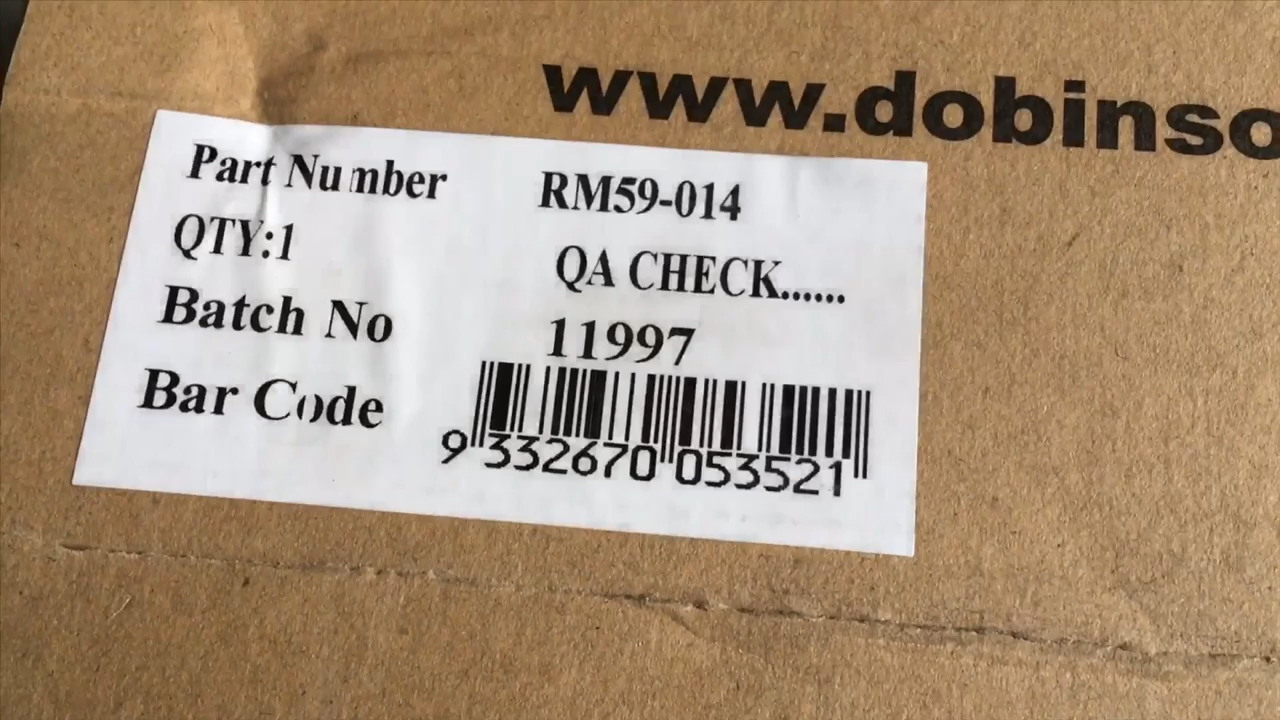 www.dobinso
Part Number RM59-014
QTY:1 QA CHECK......
Batch No 11997
Bar Code 9 332670 053521